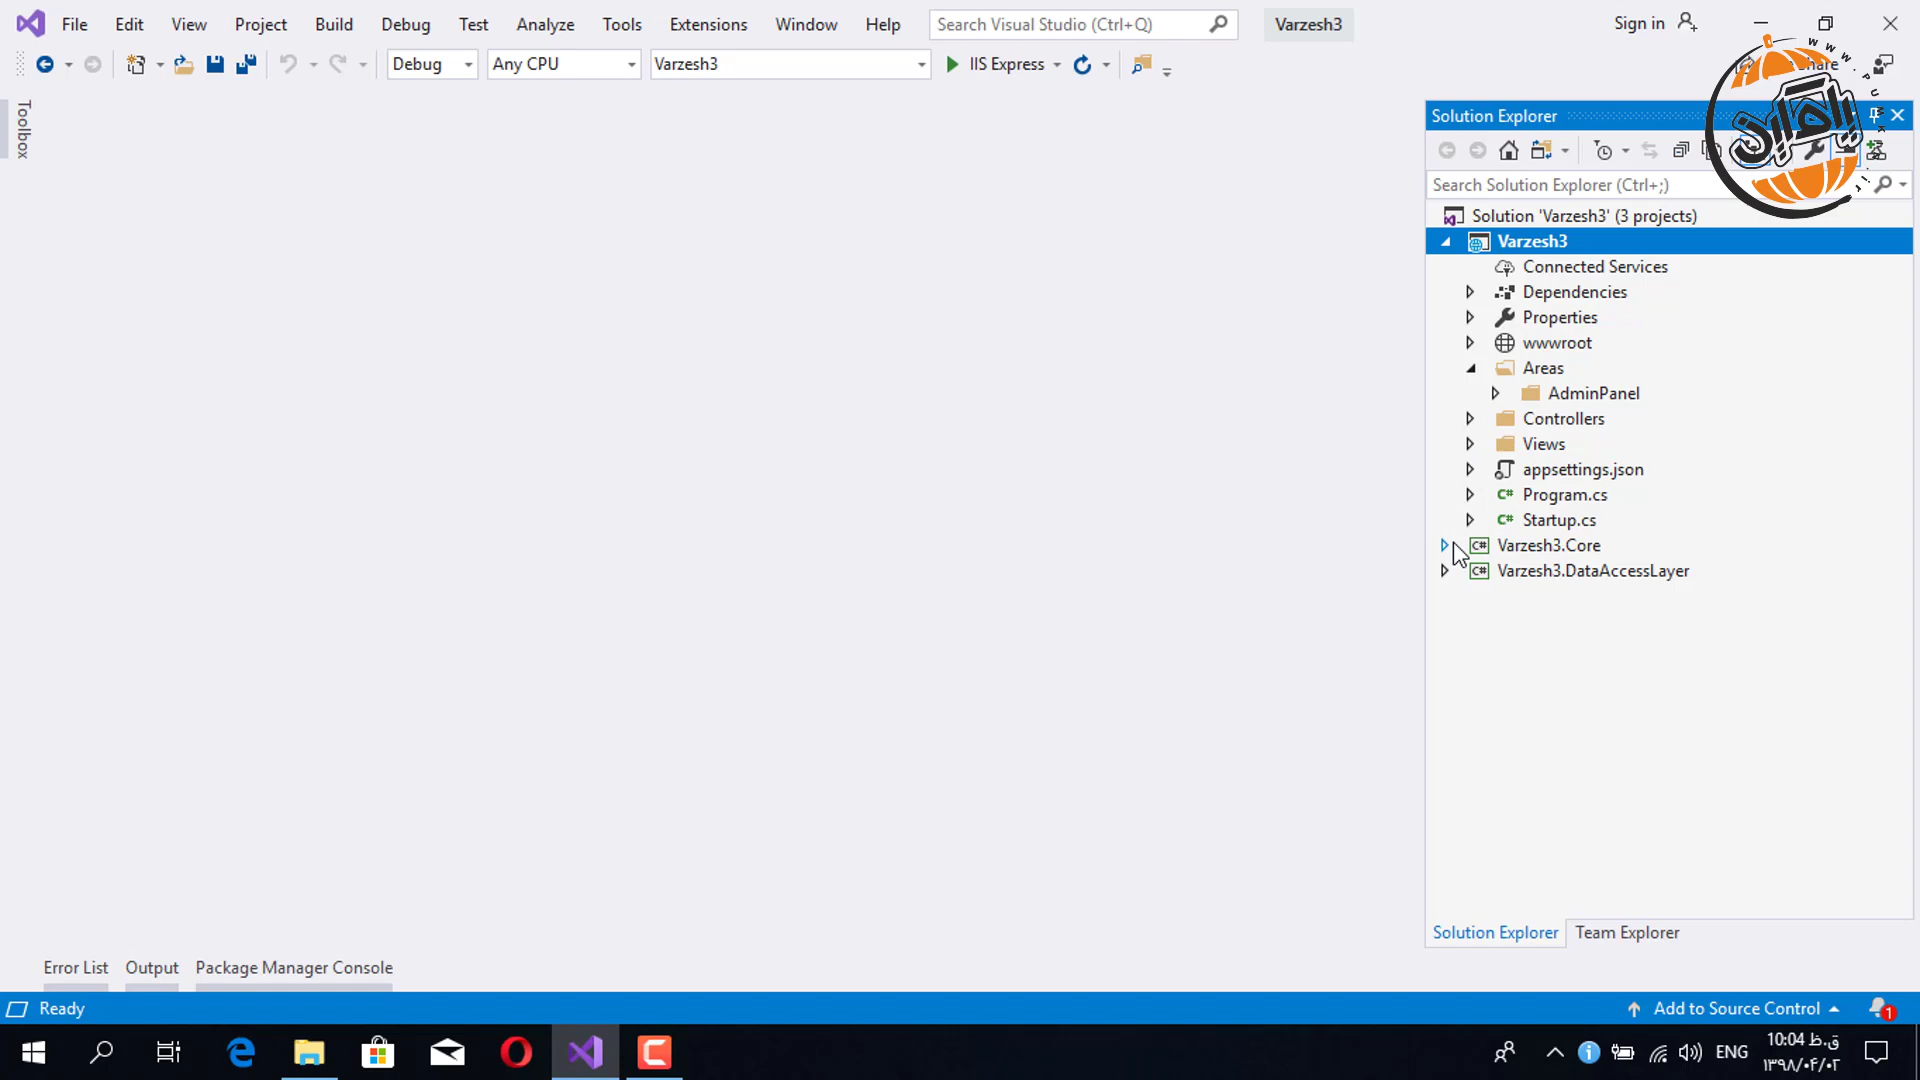 File Edit View Project Build Debug Test Analyze Tools Extensions Window Help Search Visual Studio (Ctrl+Q) Varzesh3 Sign in
Debug Any CPU Varzesh3 IIS Express Share
Toolbox
Solution Explorer
Search Solution Explorer (Ctrl+;)
Solution 'Varzesh3' (3 projects)
Varzesh3
Connected Services
Dependencies
Properties
wwwroot
Areas
AdminPanel
Controllers
Views
appsettings.json
C# Program.cs
C# Startup.cs
C# Varzesh3.Core
C# Varzesh3.DataAccessLayer
Solution Explorer Team Explorer
Error List Output Package Manager Console
Ready Add to Source Control 1
ENG 10:04 ق.ظ
۱۳۹۸/۰۴/۰۲